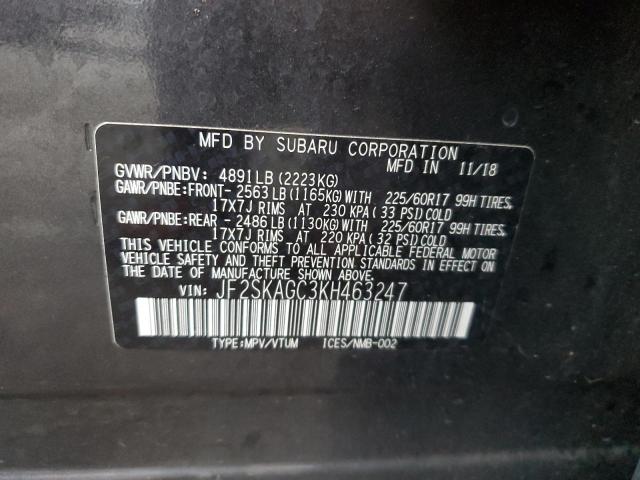 MFD BY SUBARU CORPORATION
MFD IN 11/18
GVWR/PNBV: 4891LB (2223KG)
GAWR/PNBE:FRONT- 2563LB (1165KG) WITH 225/60R17 99H TIRES,
17X7J RIMS AT 230 KPA (33 PSI) COLD
GAWR/PNBE:REAR - 2486LB (1130KG) WITH 225/60R17 99H TIRES,
17X7J RIMS AT 220 KPA (32 PSI) COLD
THIS VEHICLE CONFORMS TO ALL APPLICABLE U.S. FEDERAL MOTOR
VEHICLE SAFETY AND THEFT PREVENTION STANDARDS IN EFFECT ON
THE DATE OF MANUFACTURE SHOWN ABOVE.
VIN: JF2SKAGC3KH463247
TYPE:MPV/VTUM ICES/NMB-002